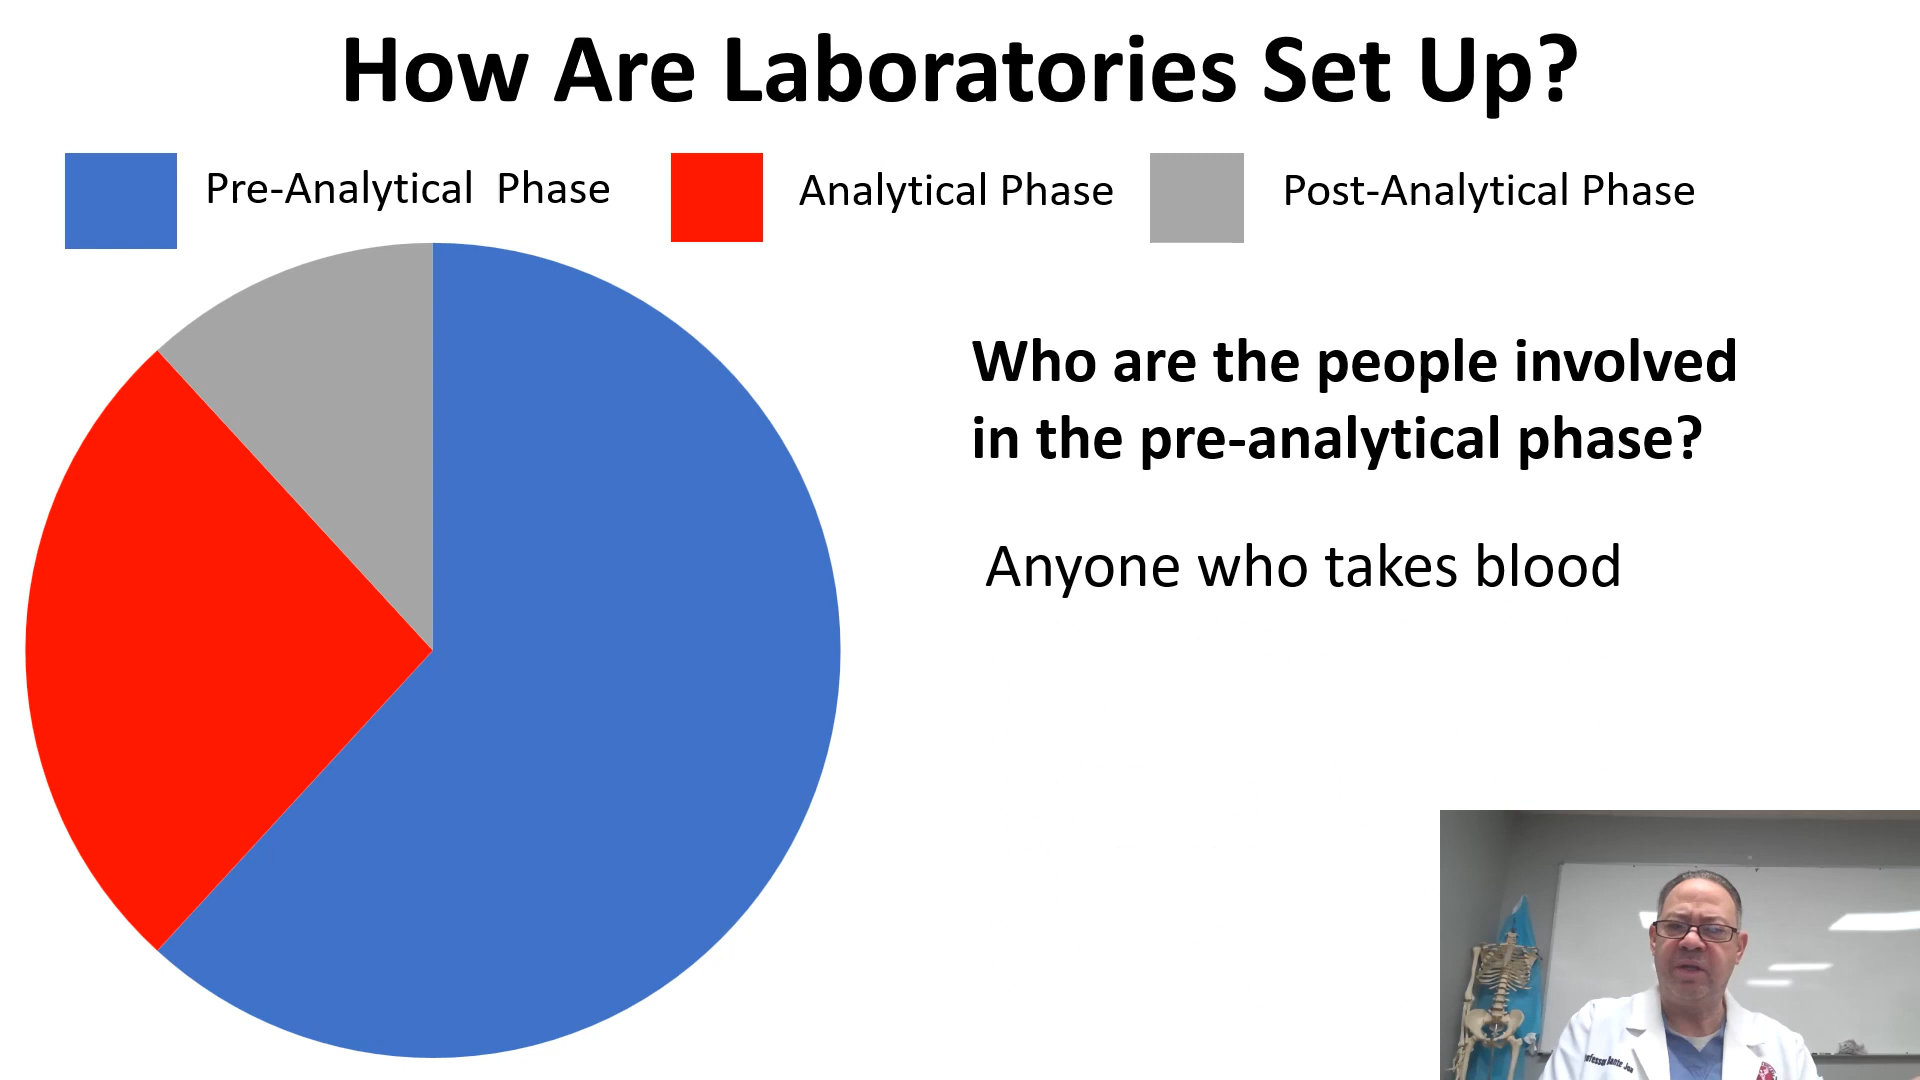 How Are Laboratories Set Up?
Pre-Analytical Phase
Analytical Phase
Post-Analytical Phase
Who are the people involved
in the pre-analytical phase?
Anyone who takes blood